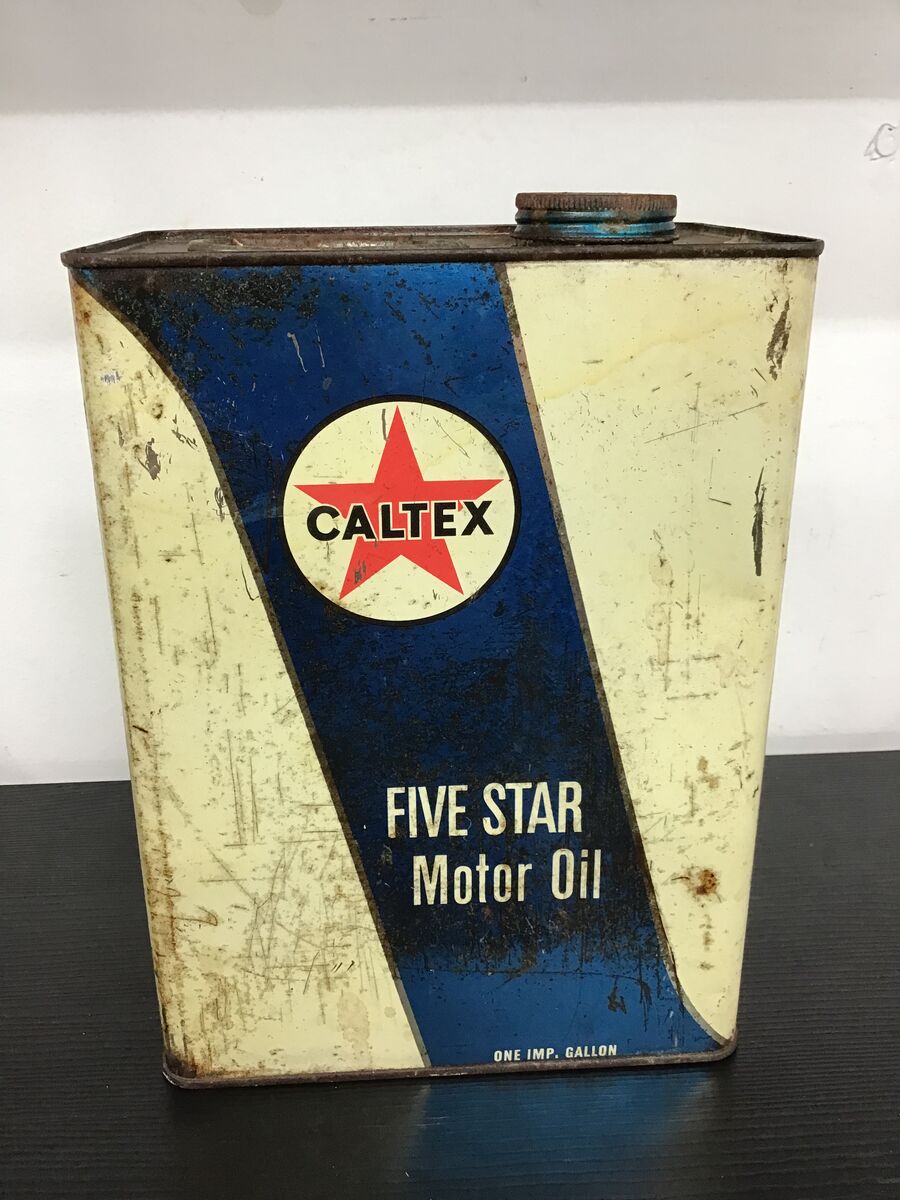 CALTEX
FIVE STAR
Motor Oil
ONE IMP. GALLON